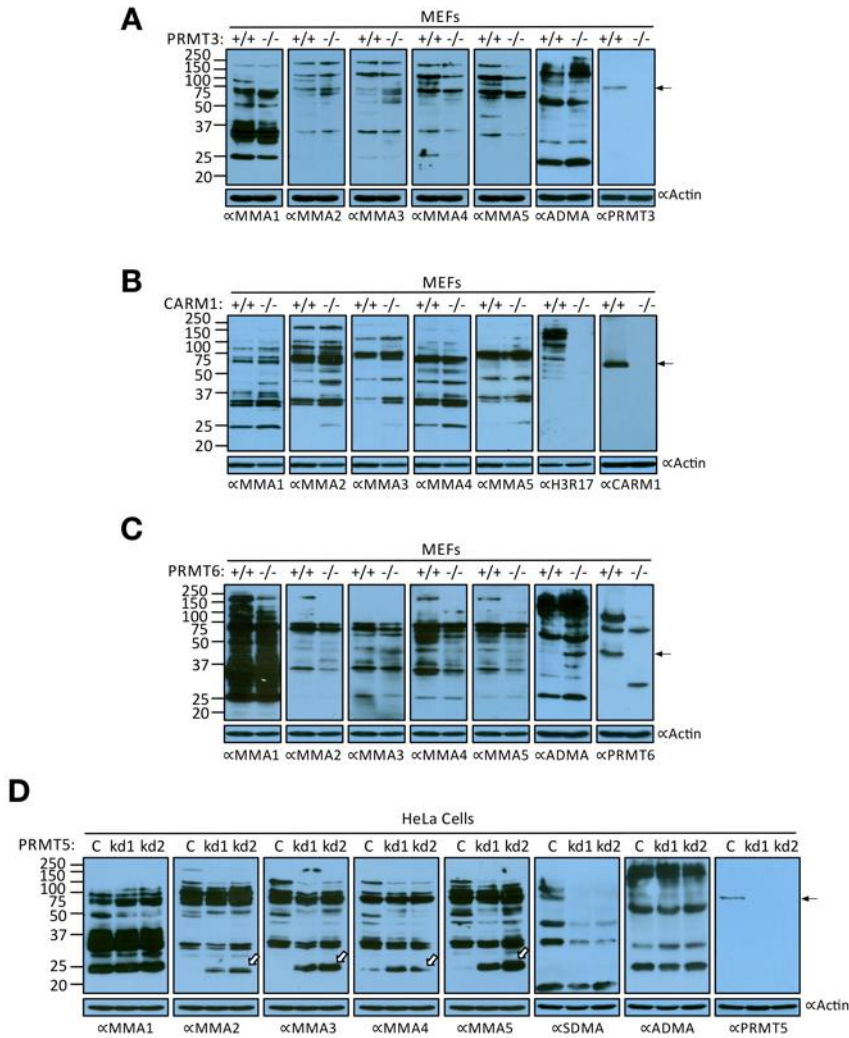 A
MEFs
PRMT3: +/+ -/- +/+ -/- +/+ -/- +/+ -/- +/+ -/- +/+ -/- +/+ -/-
250
150
100
75
50
37
25
20
∝Actin
∝MMA1 ∝MMA2 ∝MMA3 ∝MMA4 ∝MMA5 ∝ADMA ∝PRMT3
B
MEFs
CARM1: +/+ -/- +/+ -/- +/+ -/- +/+ -/- +/+ -/- +/+ -/- +/+ -/-
250
150
100
75
50
37
25
20
∝Actin
∝MMA1 ∝MMA2 ∝MMA3 ∝MMA4 ∝MMA5 ∝H3R17 ∝CARM1
C
MEFs
PRMT6: +/+ -/- +/+ -/- +/+ -/- +/+ -/- +/+ -/- +/+ -/- +/+ -/-
250
150
100
75
50
37
25
20
∝Actin
∝MMA1 ∝MMA2 ∝MMA3 ∝MMA4 ∝MMA5 ∝ADMA ∝PRMT6
D
HeLa Cells
PRMT5: C kd1 kd2 C kd1 kd2 C kd1 kd2 C kd1 kd2 C kd1 kd2 C kd1 kd2 C kd1 kd2 C kd1 kd2
250
150
100
75
50
37
25
20
∝Actin
∝MMA1 ∝MMA2 ∝MMA3 ∝MMA4 ∝MMA5 ∝SDMA ∝ADMA ∝PRMT5